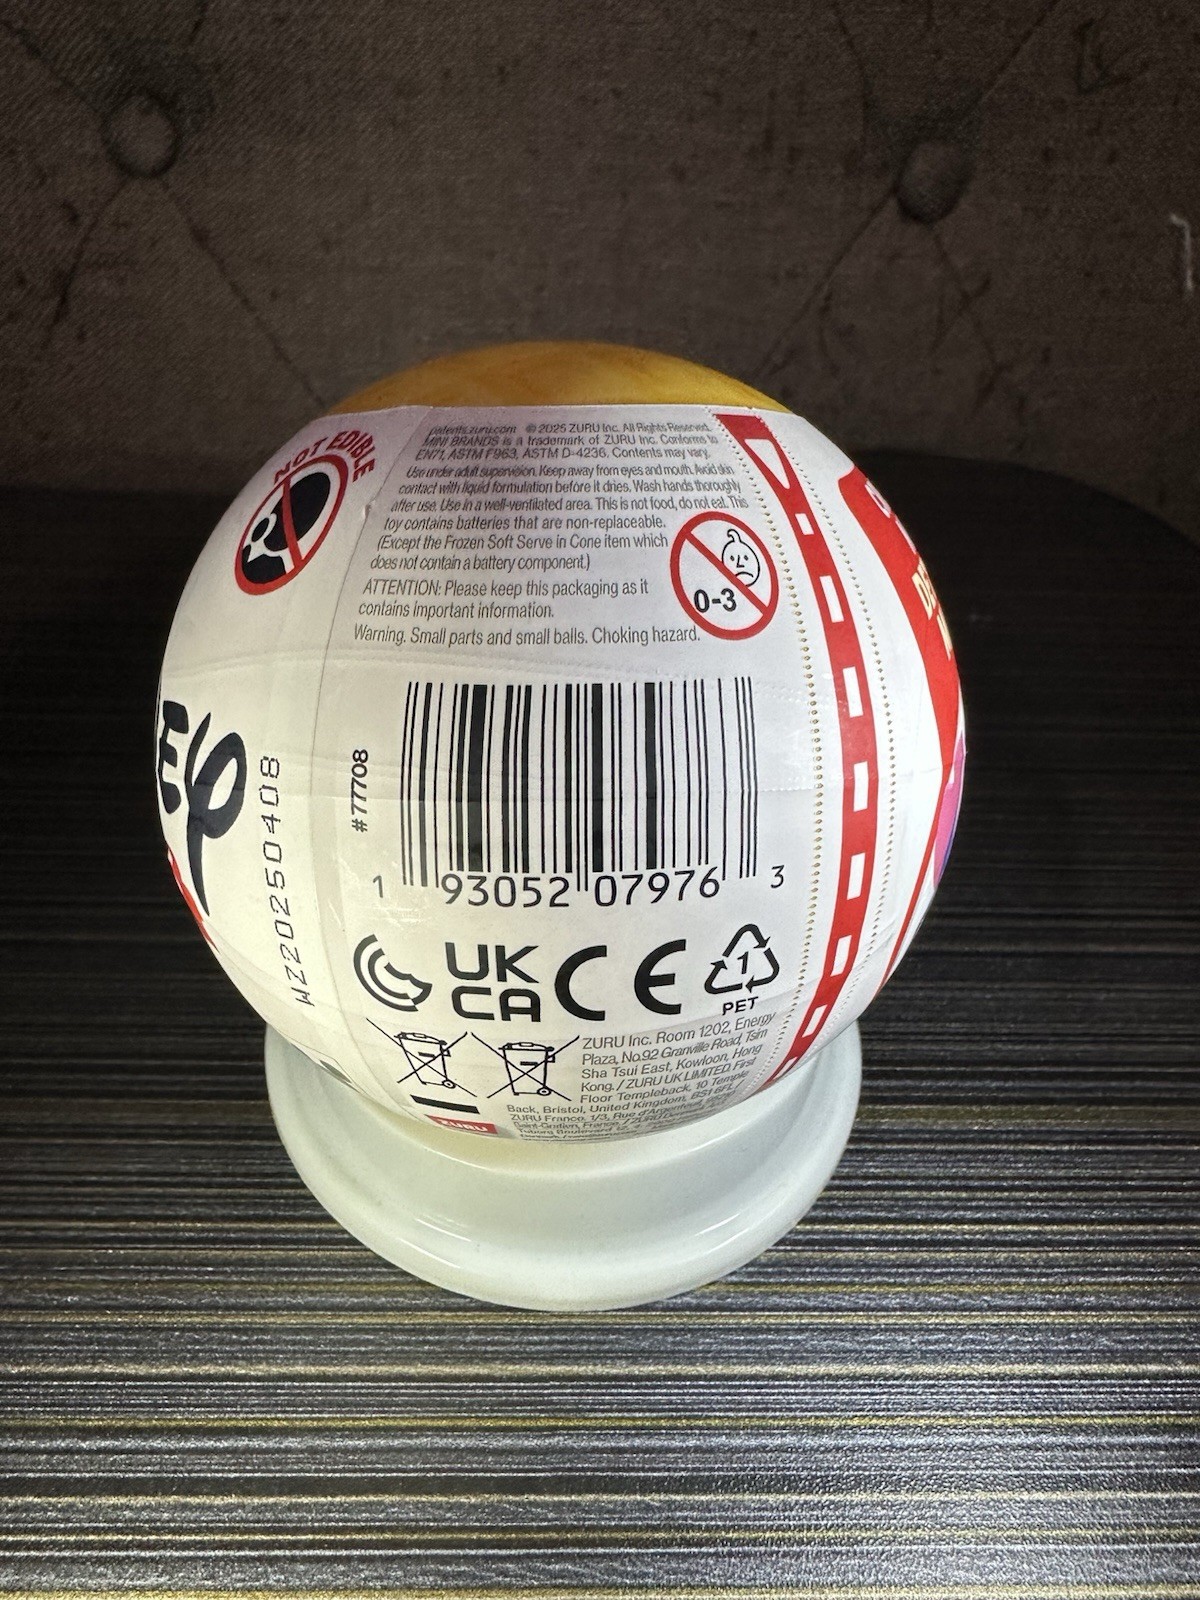 NOT EDIBLE
patents.zuru.com © 2025 ZURU Inc. All Rights Reserved.
MINI BRANDS is a trademark of ZURU Inc. Conforms to
EN71, ASTM F963, ASTM D-4236. Contents may vary.
Use under adult supervision. Keep away from eyes and mouth. Avoid skin
contact with liquid formulation before it dries. Wash hands thoroughly
after use. Use in a well-ventilated area. This is not food, do not eat. This
toy contains batteries that are non-replaceable.
(Except the Frozen Soft Serve in Cone item which
does not contain a battery component.)
0-3
ATTENTION: Please keep this packaging as it
contains important information.
Warning. Small parts and small balls. Choking hazard.
#77708
WZ20250408
1 93052 07976 3
UK
CA
CE
1
PET
ZURU Inc. Room 1202, Energy
Plaza, No.92 Granville Road, Tsim
Sha Tsui East, Kowloon, Hong
Kong. / ZURU UK LIMITED, First
Floor Templeback, 10 Temple
Back, Bristol, United Kingdom, BS1 6FL /
ZURU France, 1/3, Rue d'Argenteuil,
ZURU